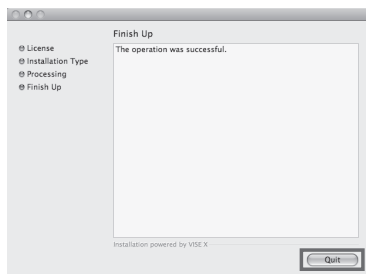 Finish Up
License
Installation Type
Processing
Finish Up
The operation was successful.
Installation powered by VISE X
Quit